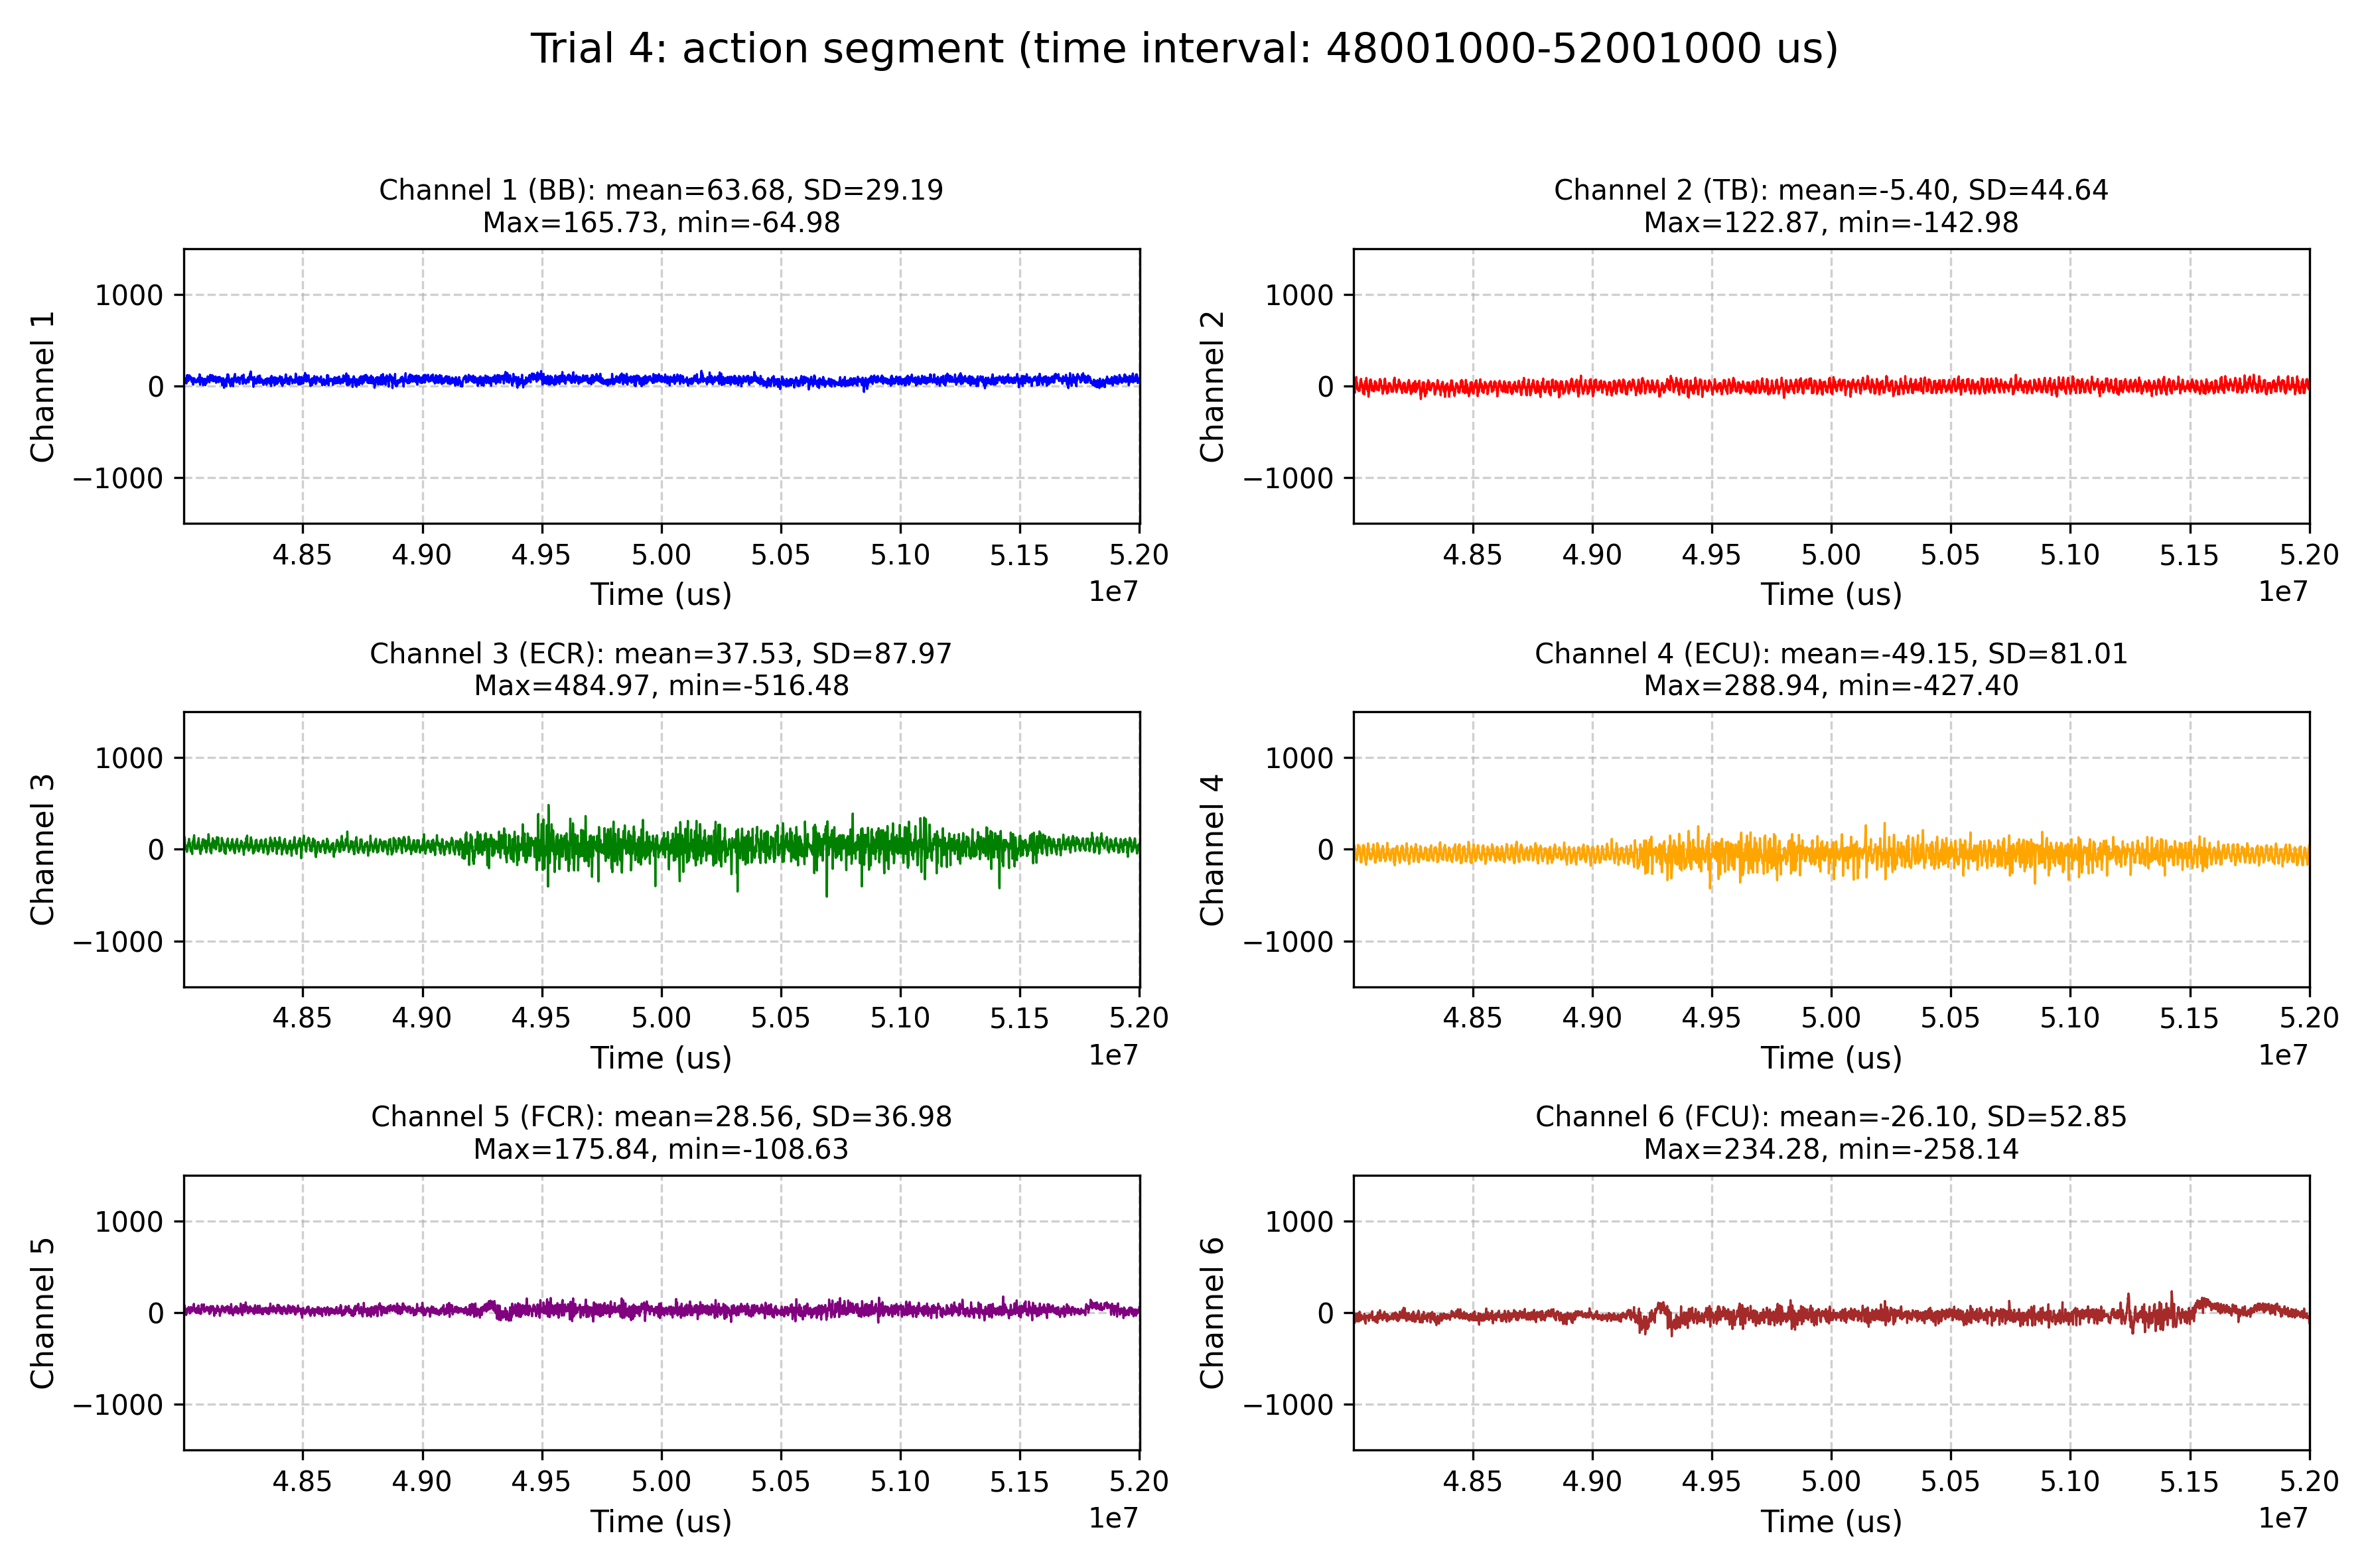 Trial 4: action segment (time interval: 48001000-52001000 us)
Channel 1 (BB): mean=63.68, SD=29.19
Max=165.73, min=-64.98
Channel 1
1000
0
−1000
4.85 4.90 4.95 5.00 5.05 5.10 5.15 5.20
Time (us)
1e7
Channel 2 (TB): mean=-5.40, SD=44.64
Max=122.87, min=-142.98
Channel 2
1000
0
−1000
4.85 4.90 4.95 5.00 5.05 5.10 5.15 5.20
Time (us)
1e7
Channel 3 (ECR): mean=37.53, SD=87.97
Max=484.97, min=-516.48
Channel 3
1000
0
−1000
4.85 4.90 4.95 5.00 5.05 5.10 5.15 5.20
Time (us)
1e7
Channel 4 (ECU): mean=-49.15, SD=81.01
Max=288.94, min=-427.40
Channel 4
1000
0
−1000
4.85 4.90 4.95 5.00 5.05 5.10 5.15 5.20
Time (us)
1e7
Channel 5 (FCR): mean=28.56, SD=36.98
Max=175.84, min=-108.63
Channel 5
1000
0
−1000
4.85 4.90 4.95 5.00 5.05 5.10 5.15 5.20
Time (us)
1e7
Channel 6 (FCU): mean=-26.10, SD=52.85
Max=234.28, min=-258.14
Channel 6
1000
0
−1000
4.85 4.90 4.95 5.00 5.05 5.10 5.15 5.20
Time (us)
1e7